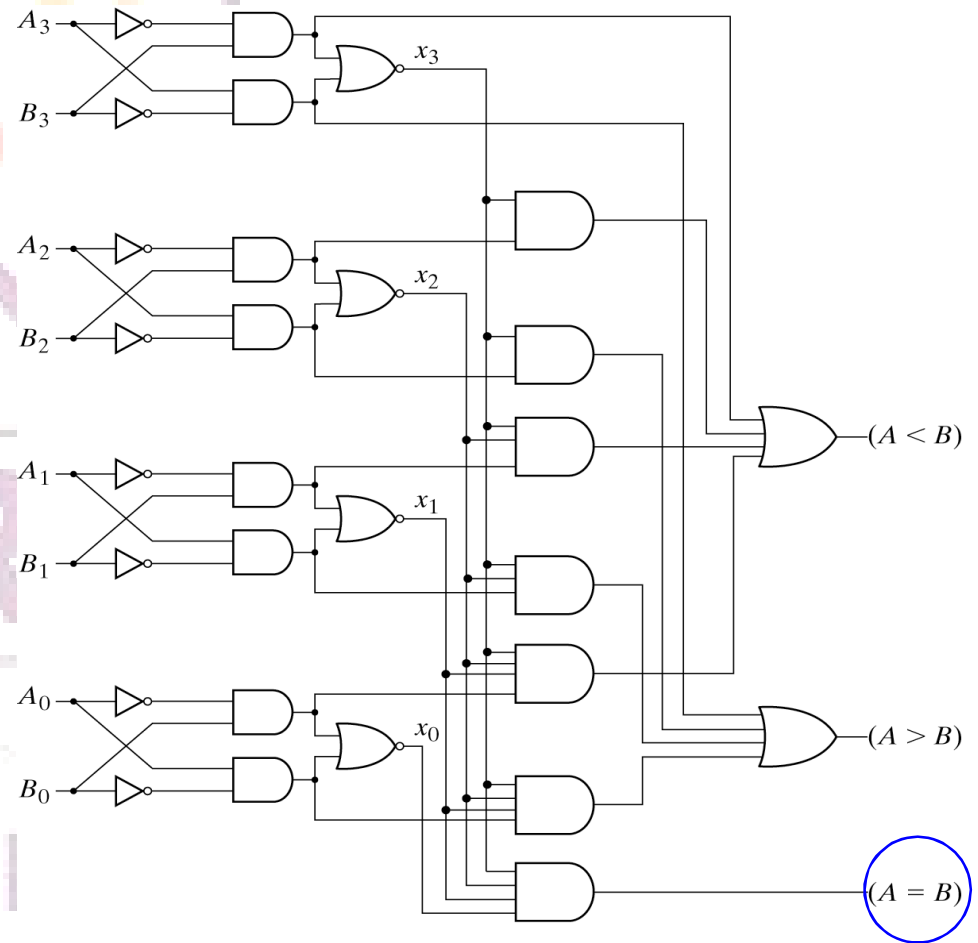 A₃
x₃
B₃
A₂
x₂
B₂
(A < B)
A₁
x₁
B₁
A₀
x₀
(A > B)
B₀
(A = B)